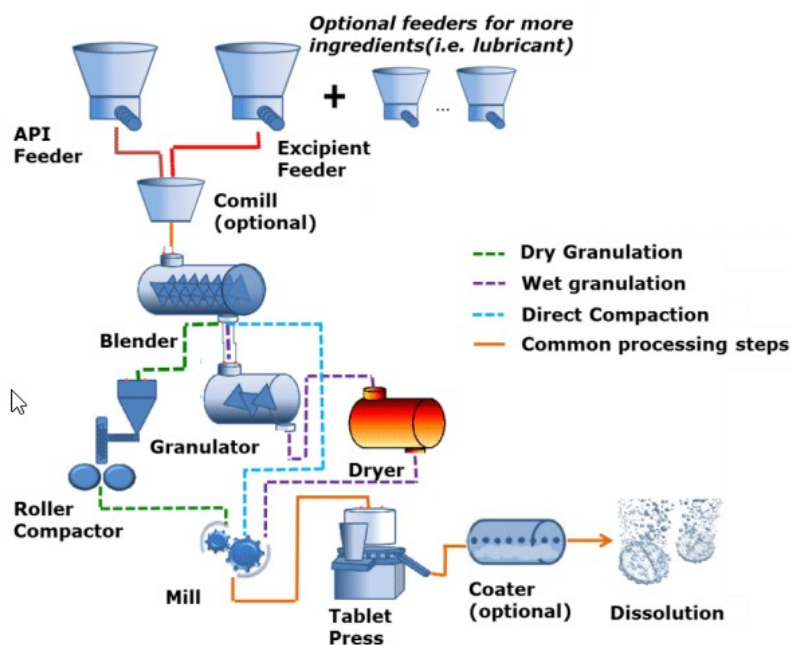 Optional feeders for more
ingredients(i.e. lubricant)
+
...
API
Feeder
Excipient
Feeder
Comill
(optional)
Dry Granulation
Wet granulation
Direct Compaction
Common processing steps
Blender
Granulator
Dryer
Roller
Compactor
Mill
Tablet
Press
Coater
(optional)
Dissolution